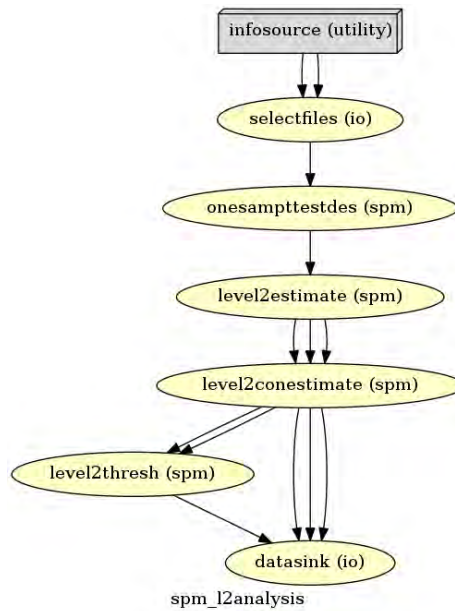 infosource (utility)
selectfiles (io)
onesampttestdes (spm)
level2estimate (spm)
level2conestimate (spm)
level2thresh (spm)
datasink (io)
spm_l2analysis